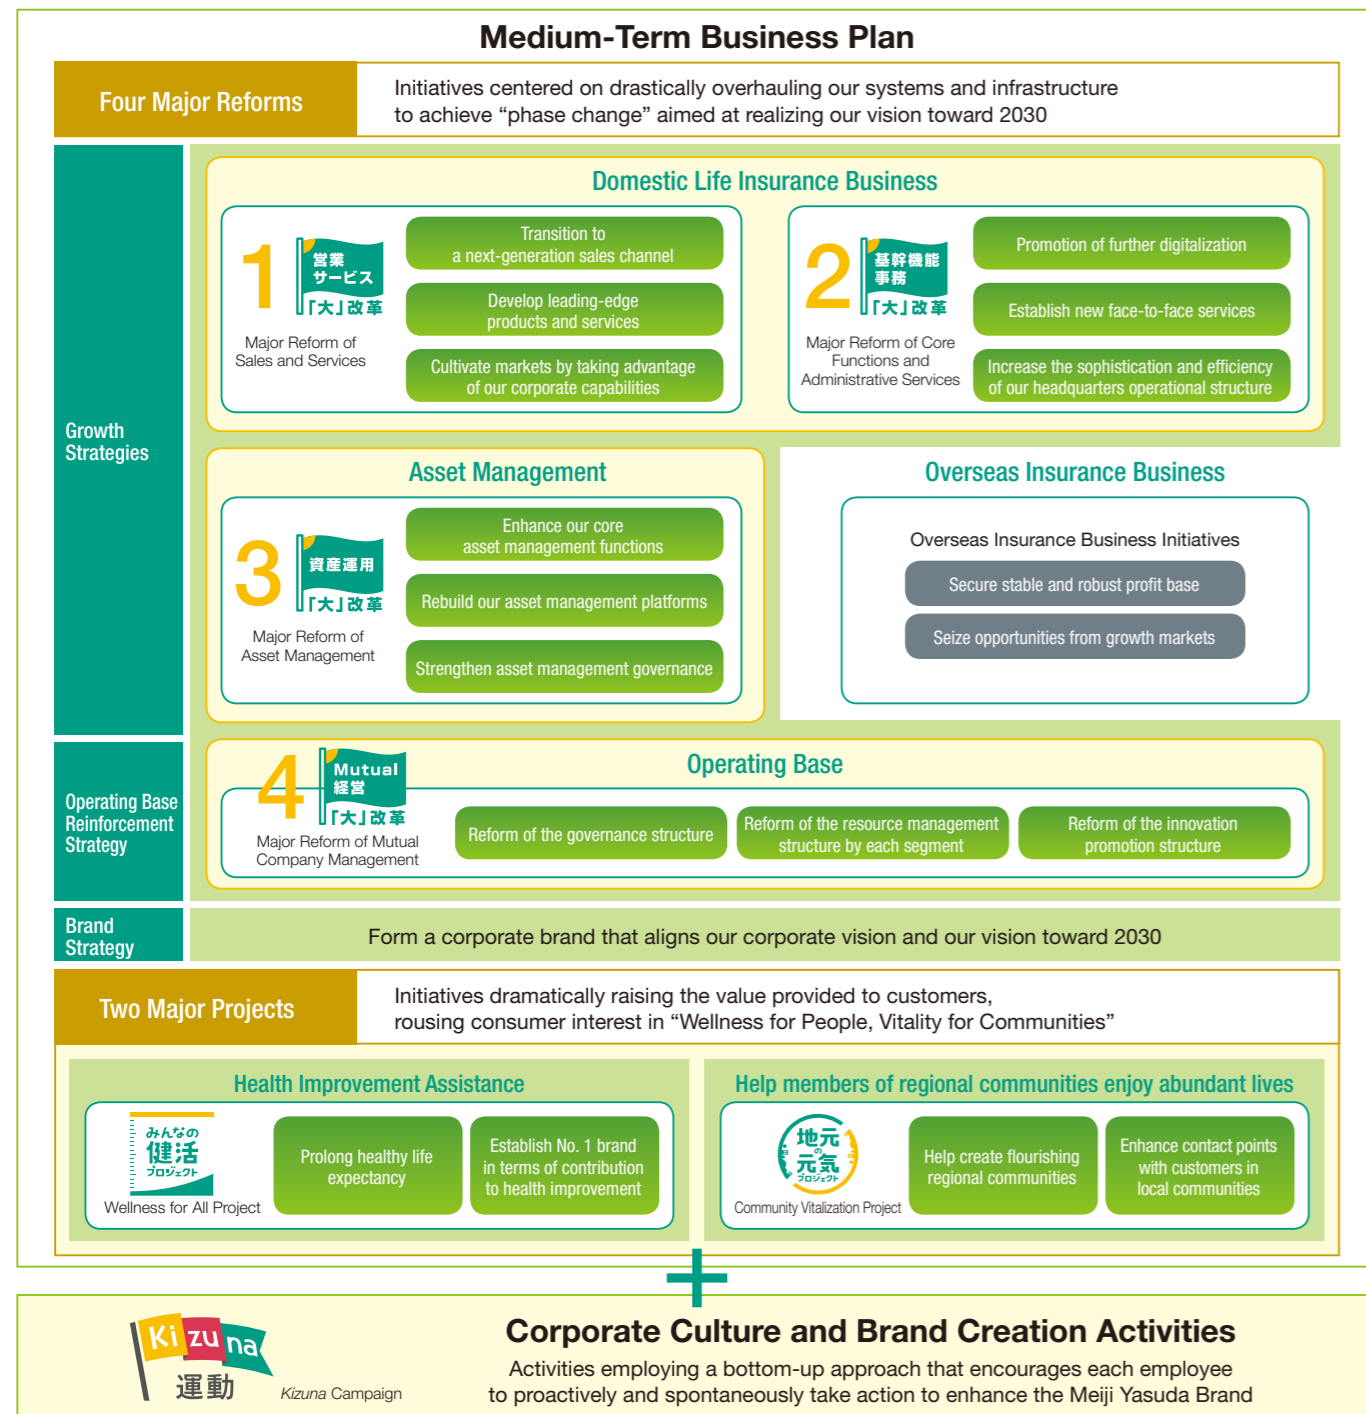 Medium-Term Business Plan
Four Major Reforms
Initiatives centered on drastically overhauling our systems and infrastructure
to achieve “phase change” aimed at realizing our vision toward 2030
Growth
Strategies
Domestic Life Insurance Business
1
営業
サービス
「大」改革
Major Reform of
Sales and Services
Transition to
a next-generation sales channel
Develop leading-edge
products and services
Cultivate markets by taking advantage
of our corporate capabilities
2
基幹機能
事務
「大」改革
Major Reform of Core
Functions and
Administrative Services
Promotion of further digitalization
Establish new face-to-face services
Increase the sophistication and efficiency
of our headquarters operational structure
Asset Management
3
資産運用
「大」改革
Major Reform of
Asset Management
Enhance our core
asset management functions
Rebuild our asset management platforms
Strengthen asset management governance
Overseas Insurance Business
Overseas Insurance Business Initiatives
Secure stable and robust profit base
Seize opportunities from growth markets
Operating Base
Reinforcement
Strategy
Operating Base
4
Mutual
経営
「大」改革
Major Reform of Mutual
Company Management
Reform of the governance structure
Reform of the resource management
structure by each segment
Reform of the innovation
promotion structure
Brand
Strategy
Form a corporate brand that aligns our corporate vision and our vision toward 2030
Two Major Projects
Initiatives dramatically raising the value provided to customers,
rousing consumer interest in “Wellness for People, Vitality for Communities”
Health Improvement Assistance
みんなの
健活
プロジェクト
Wellness for All Project
Prolong healthy life
expectancy
Establish No. 1 brand
in terms of contribution
to health improvement
Help members of regional communities enjoy abundant lives
地元
の
元気
プロジェクト
Community Vitalization Project
Help create flourishing
regional communities
Enhance contact points
with customers in
local communities
+
Kizuna
運動
Kizuna Campaign
Corporate Culture and Brand Creation Activities
Activities employing a bottom-up approach that encourages each employee
to proactively and spontaneously take action to enhance the Meiji Yasuda Brand